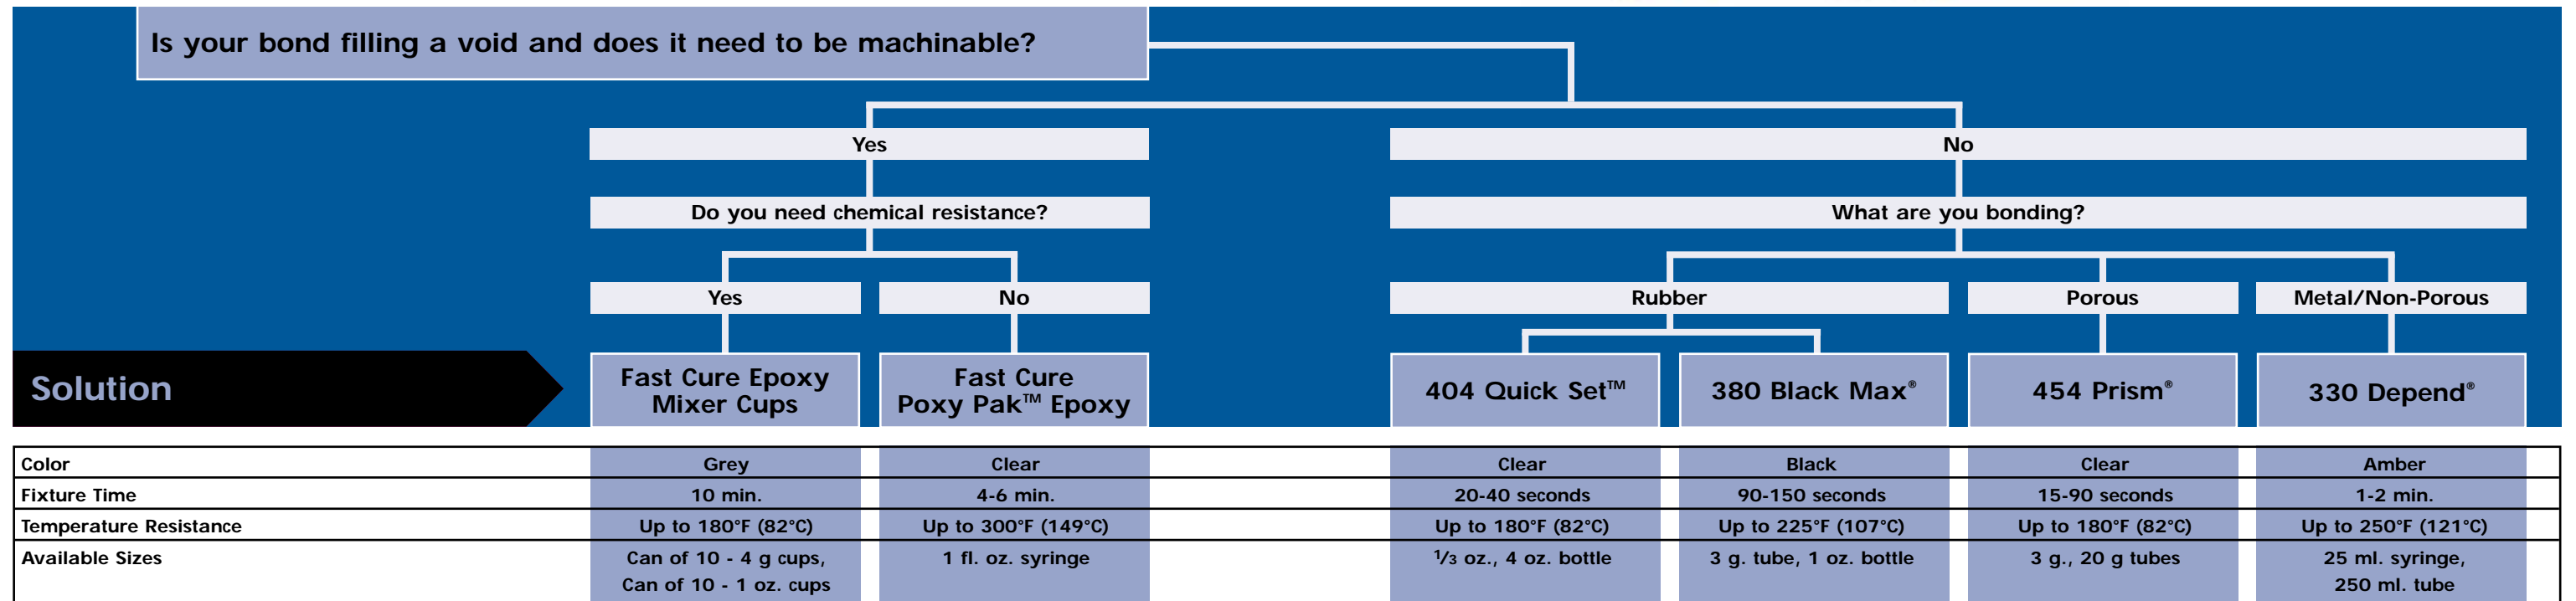 Is your bond filling a void and does it need to be machinable?
Yes No
Do you need chemical resistance? What are you bonding?
Yes No Rubber Porous Metal/Non-Porous
Solution
Fast Cure Epoxy
Mixer Cups
Fast Cure
Poxy Pak™ Epoxy
404 Quick Set™
380 Black Max®
454 Prism®
330 Depend®
Color Grey Clear Clear Black Clear Amber
Fixture Time 10 min. 4-6 min. 20-40 seconds 90-150 seconds 15-90 seconds 1-2 min.
Temperature Resistance Up to 180°F (82°C) Up to 300°F (149°C) Up to 180°F (82°C) Up to 225°F (107°C) Up to 180°F (82°C) Up to 250°F (121°C)
Available Sizes Can of 10 - 4 g cups, 1 fl. oz. syringe 1/3 oz., 4 oz. bottle 3 g. tube, 1 oz. bottle 3 g., 20 g tubes 25 ml. syringe,
Can of 10 - 1 oz. cups 250 ml. tube